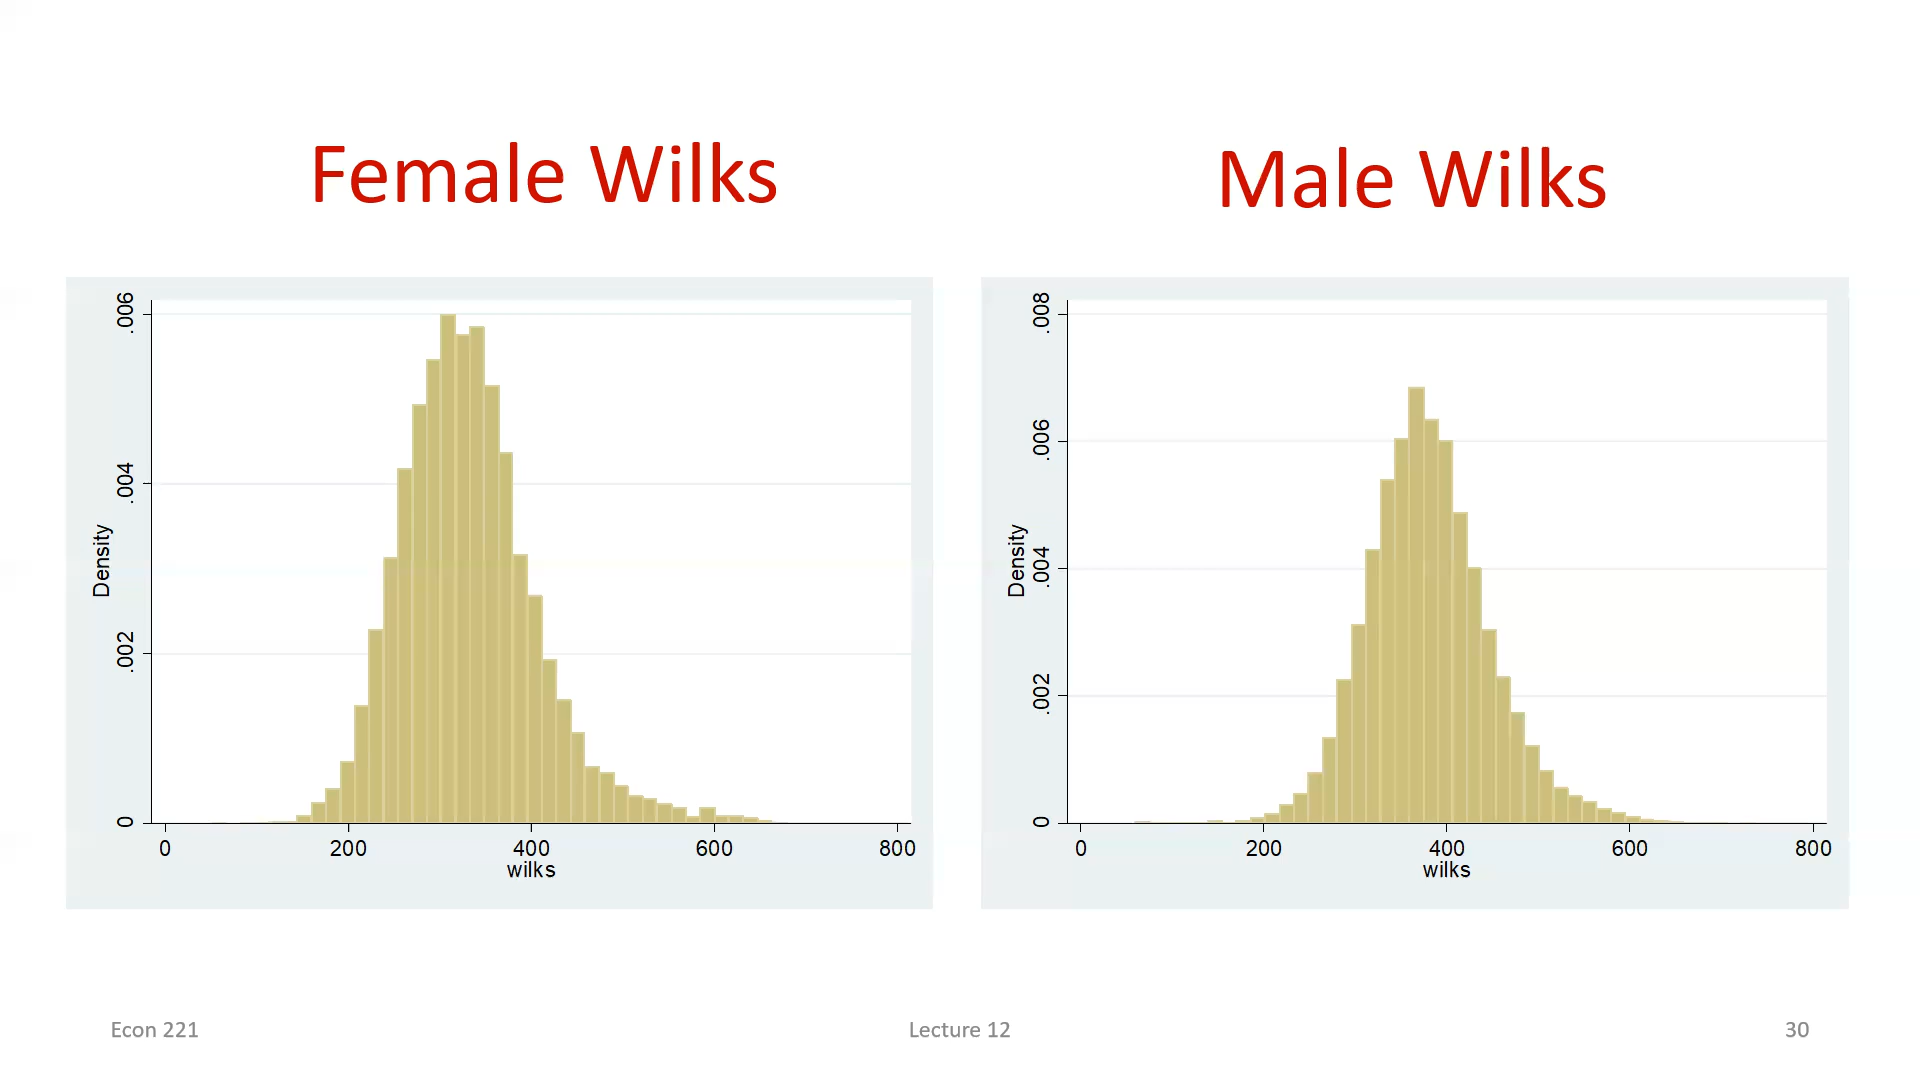 Female Wilks
Male Wilks
.006
.004
.002
0
Density
0 200 400 600 800
wilks
.008
.006
.004
.002
0
Density
0 200 400 600 800
wilks
Econ 221
Lecture 12
30